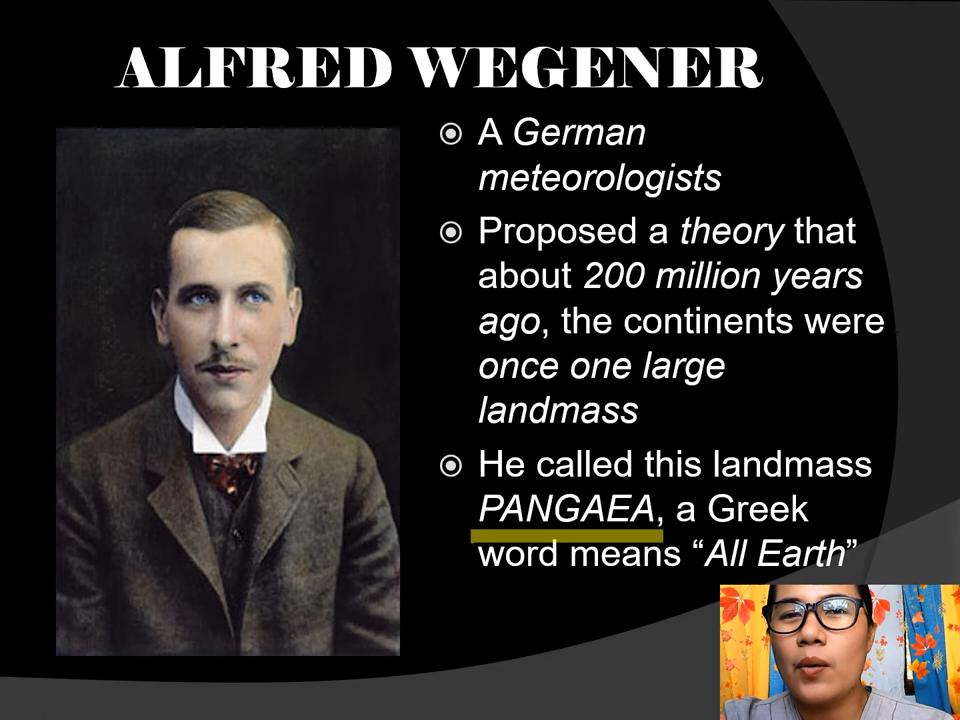 ALFRED WEGENER
A German
meteorologists
Proposed a theory that
about 200 million years
ago, the continents were
once one large
landmass
He called this landmass
PANGAEA, a Greek
word means “All Earth”